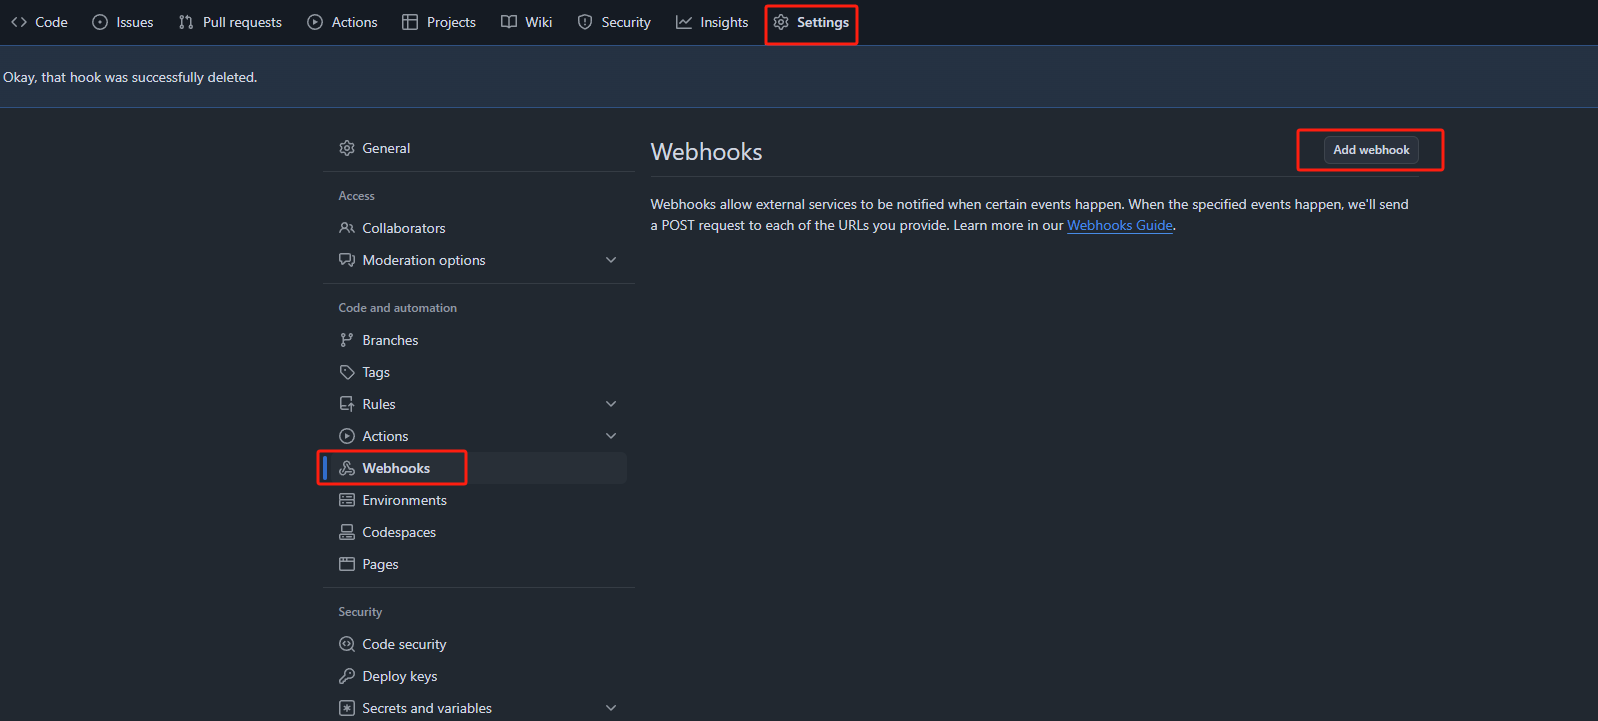 Code Issues Pull requests Actions Projects Wiki Security Insights Settings
Okay, that hook was successfully deleted.
General
Access
Collaborators
Moderation options
Code and automation
Branches
Tags
Rules
Actions
Webhooks
Environments
Codespaces
Pages
Security
Code security
Deploy keys
Secrets and variables
Webhooks
Add webhook
Webhooks allow external services to be notified when certain events happen. When the specified events happen, we'll send
a POST request to each of the URLs you provide. Learn more in our Webhooks Guide.